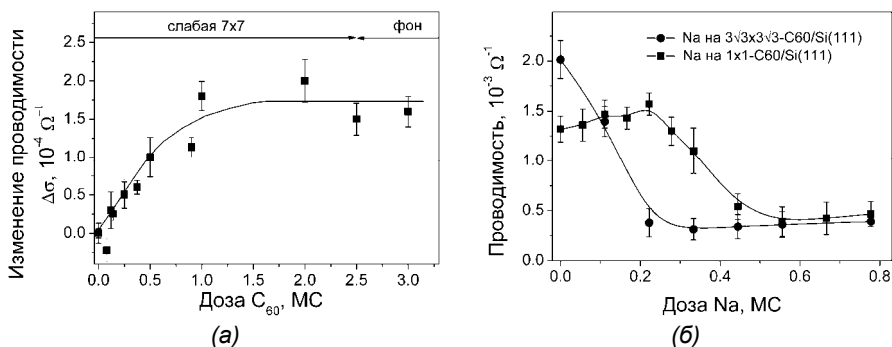 слабая 7x7
фон
Изменение проводимости
Δσ, 10⁻⁴ Ω⁻¹
2.5
2.0
1.5
1.0
0.5
0.0
0.0 0.5 1.0 1.5 2.0 2.5 3.0
Доза C₆₀, МС
(а)
Na на 3√3x3√3-C60/Si(111)
Na на 1x1-C60/Si(111)
Проводимость, 10⁻³ Ω⁻¹
2.5
2.0
1.5
1.0
0.5
0.0
0.0 0.2 0.4 0.6 0.8
Доза Na, МС
(б)